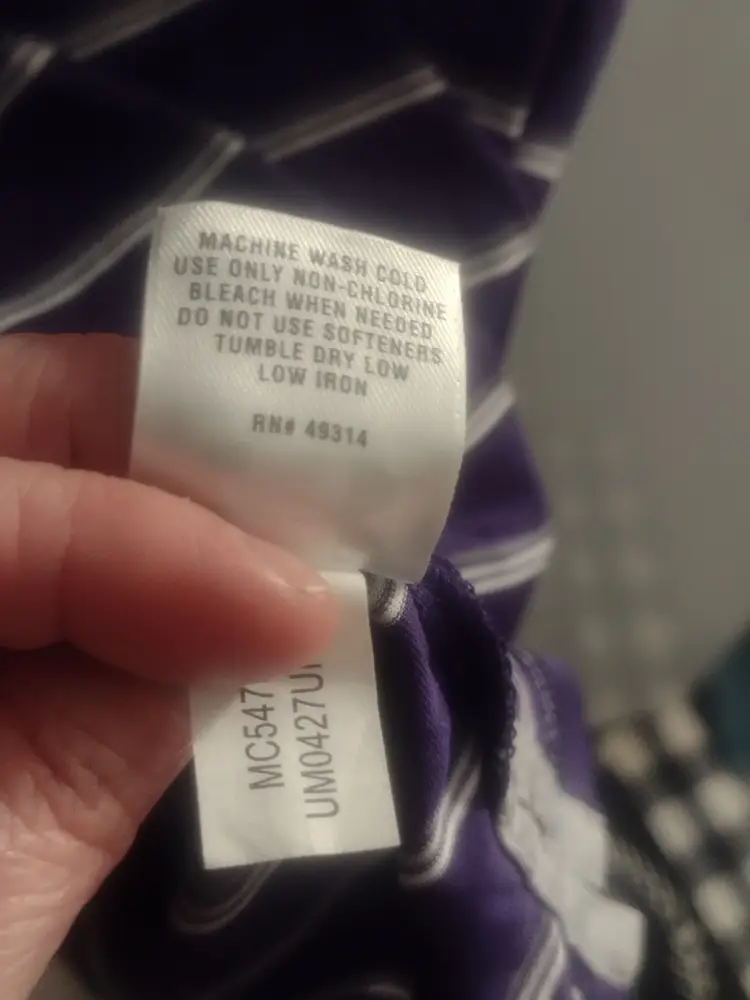 MACHINE WASH COLD
USE ONLY NON-CHLORINE
BLEACH WHEN NEEDED
DO NOT USE SOFTENERS
TUMBLE DRY LOW
LOW IRON
RN# 49314
MC547
UM0427U